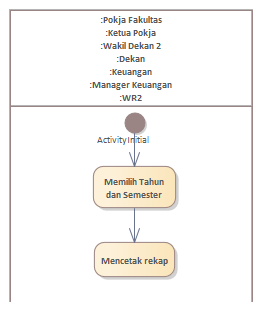 :Pokja Fakultas
:Ketua Pokja
:Wakil Dekan 2
:Dekan
:Keuangan
:Manager Keuangan
:WR2
ActivityInitial
Memilih Tahun
dan Semester
Mencetak rekap